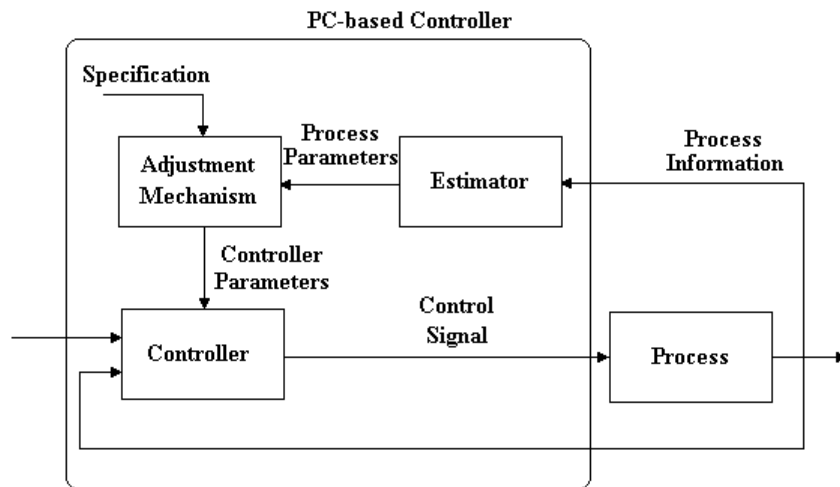 PC-based Controller
Specification
Process
Parameters
Process
Information
Adjustment
Mechanism
Estimator
Controller
Parameters
Control
Signal
Controller
Process